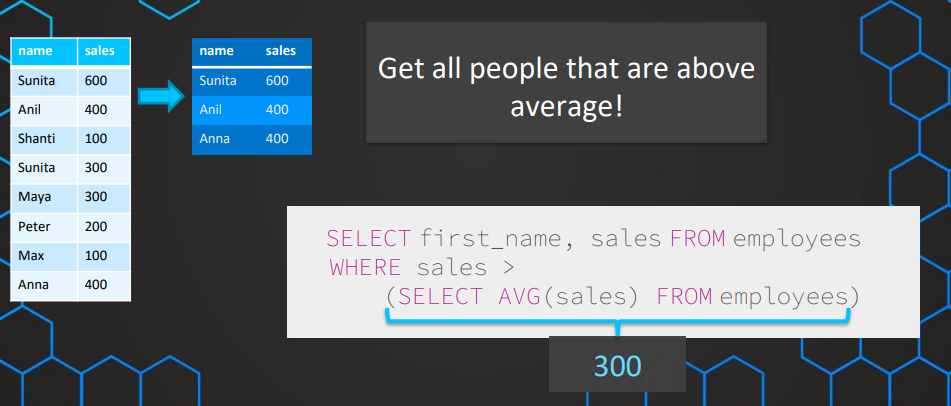 name sales
Sunita 600
Anil 400
Shanti 100
Sunita 300
Maya 300
Peter 200
Max 100
Anna 400
name sales
Sunita 600
Anil 400
Anna 400
Get all people that are above
average!
SELECT first_name, sales FROM employees
WHERE sales >
(SELECT AVG(sales) FROM employees)
300